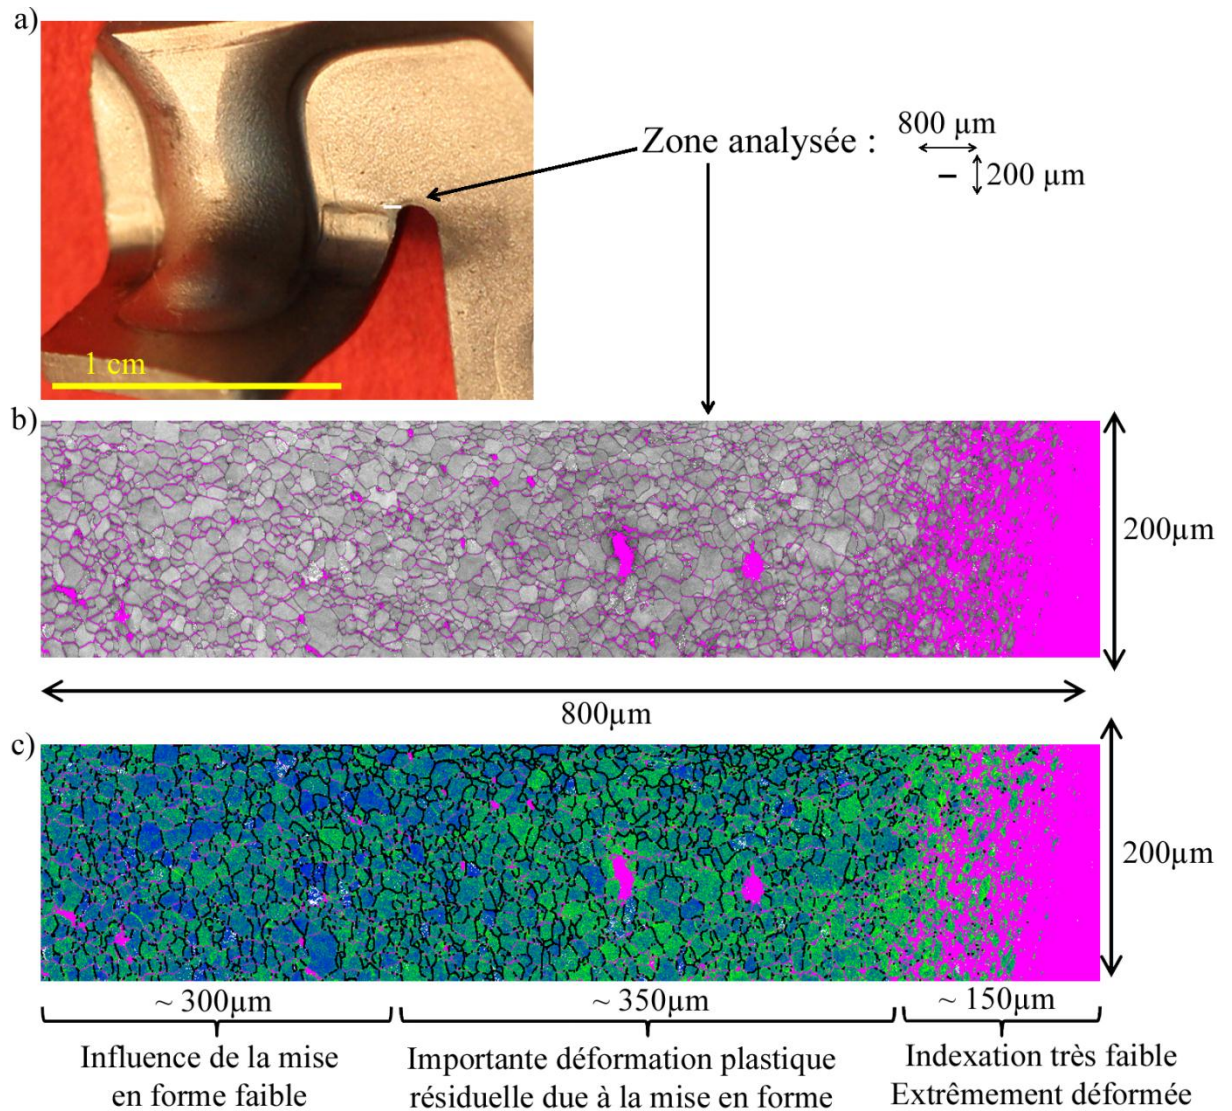 a)
Zone analysée :
800 µm
200 µm
1 cm
b)
200µm
800µm
c)
200µm
~ 300µm
~ 350µm
~ 150µm
Influence de la mise
en forme faible
Importante déformation plastique
résiduelle due à la mise en forme
Indexation très faible
Extrêmement déformée